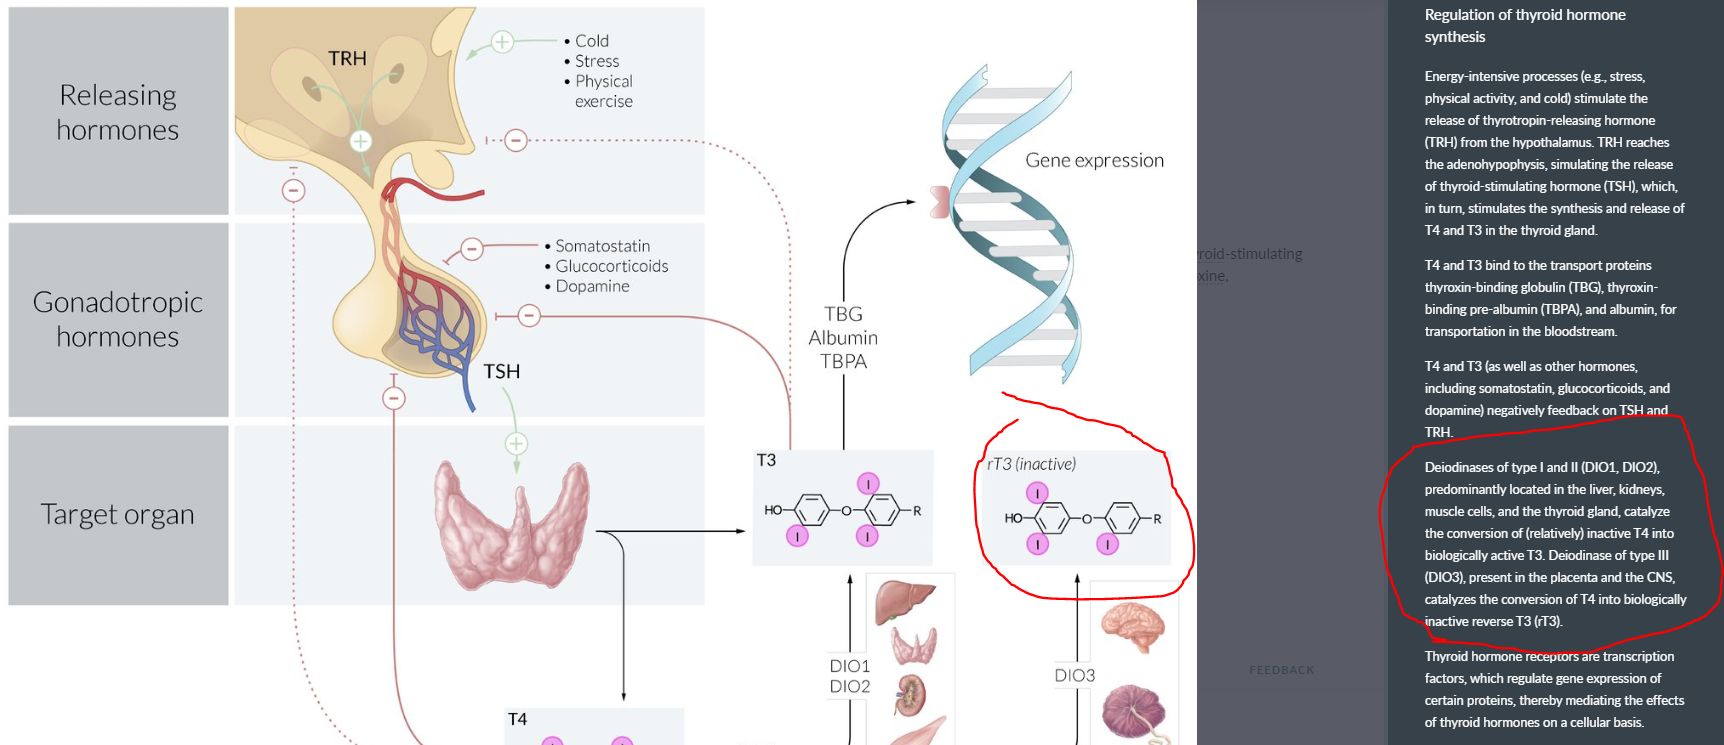 Releasing
hormones
TRH
+
+
• Cold
• Stress
• Physical
exercise
−
−
Gonadotropic
hormones
−
• Somatostatin
• Glucocorticoids
• Dopamine
−
TSH
−
+
Target organ
Gene expression
TBG
Albumin
TBPA
T3
HO
O
R
I
I
I
rT3 (inactive)
HO
O
R
I
I
I
DIO1
DIO2
DIO3
T4
yroid-stimulating
xine,
FEEDBACK
Regulation of thyroid hormone
synthesis
Energy-intensive processes (e.g., stress,
physical activity, and cold) stimulate the
release of thyrotropin-releasing hormone
(TRH) from the hypothalamus. TRH reaches
the adenohypophysis, simulating the release
of thyroid-stimulating hormone (TSH), which,
in turn, stimulates the synthesis and release of
T4 and T3 in the thyroid gland.
T4 and T3 bind to the transport proteins
thyroxin-binding globulin (TBG), thyroxin-
binding pre-albumin (TBPA), and albumin, for
transportation in the bloodstream.
T4 and T3 (as well as other hormones,
including somatostatin, glucocorticoids, and
dopamine) negatively feedback on TSH and
TRH.
Deiodinases of type I and II (DIO1, DIO2),
predominantly located in the liver, kidneys,
muscle cells, and the thyroid gland, catalyze
the conversion of (relatively) inactive T4 into
biologically active T3. Deiodinase of type III
(DIO3), present in the placenta and the CNS,
catalyzes the conversion of T4 into biologically
inactive reverse T3 (rT3).
Thyroid hormone receptors are transcription
factors, which regulate gene expression of
certain proteins, thereby mediating the effects
of thyroid hormones on a cellular basis.